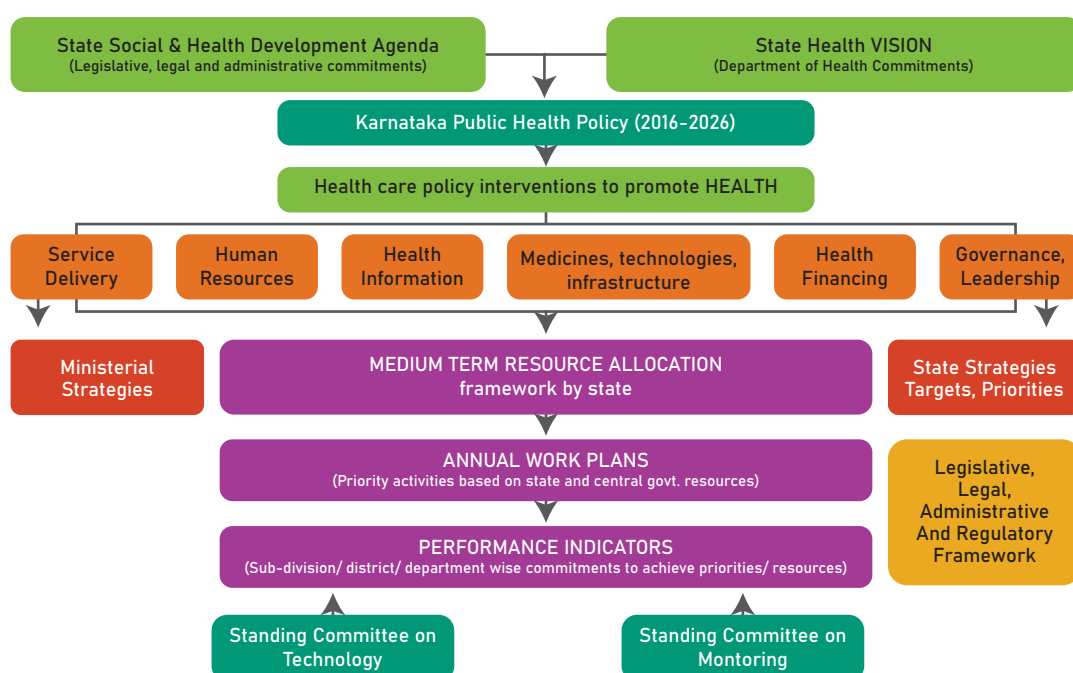 State Social & Health Development Agenda
(Legislative, legal and administrative commitments)
State Health VISION
(Department of Health Commitments)
Karnataka Public Health Policy (2016-2026)
Health care policy interventions to promote HEALTH
Service
Delivery
Human
Resources
Health
Information
Medicines, technologies,
infrastructure
Health
Financing
Governance,
Leadership
Ministerial
Strategies
MEDIUM TERM RESOURCE ALLOCATION
framework by state
State Strategies
Targets, Priorities
ANNUAL WORK PLANS
(Priority activities based on state and central govt. resources)
Legislative,
Legal,
Administrative
And Regulatory
Framework
PERFORMANCE INDICATORS
(Sub-division/ district/ department wise commitments to achieve priorities/ resources)
Standing Committee on
Technology
Standing Committee on
Montoring